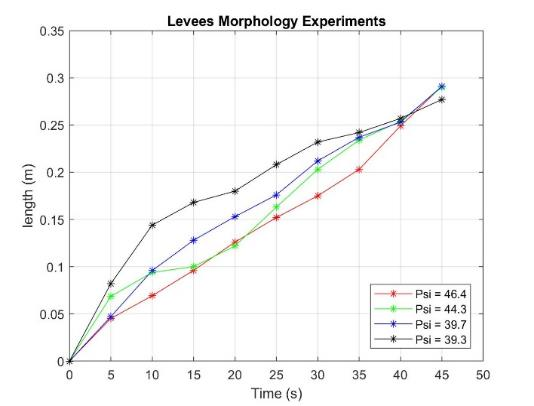 Levees Morphology Experiments
0.35
0.3
0.25
0.2
0.15
0.1
0.05
0
length (m)
0 5 10 15 20 25 30 35 40 45 50
Time (s)
Psi = 46.4
Psi = 44.3
Psi = 39.7
Psi = 39.3